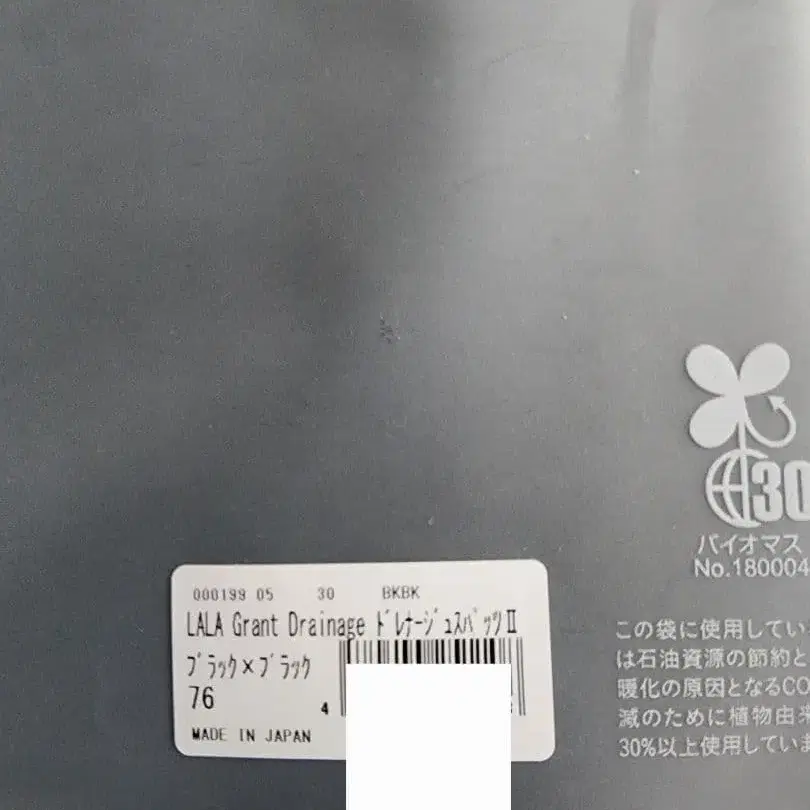 30
バイオマス
No.180004
000199 05 30 BKBK
LALA Grant Drainage ﾄﾞﾚﾅｰｼﾞｭｽﾊﾟｯﾂⅡ
ﾌﾞﾗｯｸ×ﾌﾞﾗｯｸ
76
4
MADE IN JAPAN
この袋に使用してい
は石油資源の節約と
暖化の原因となるCO
減のために植物由来
30%以上使用していま